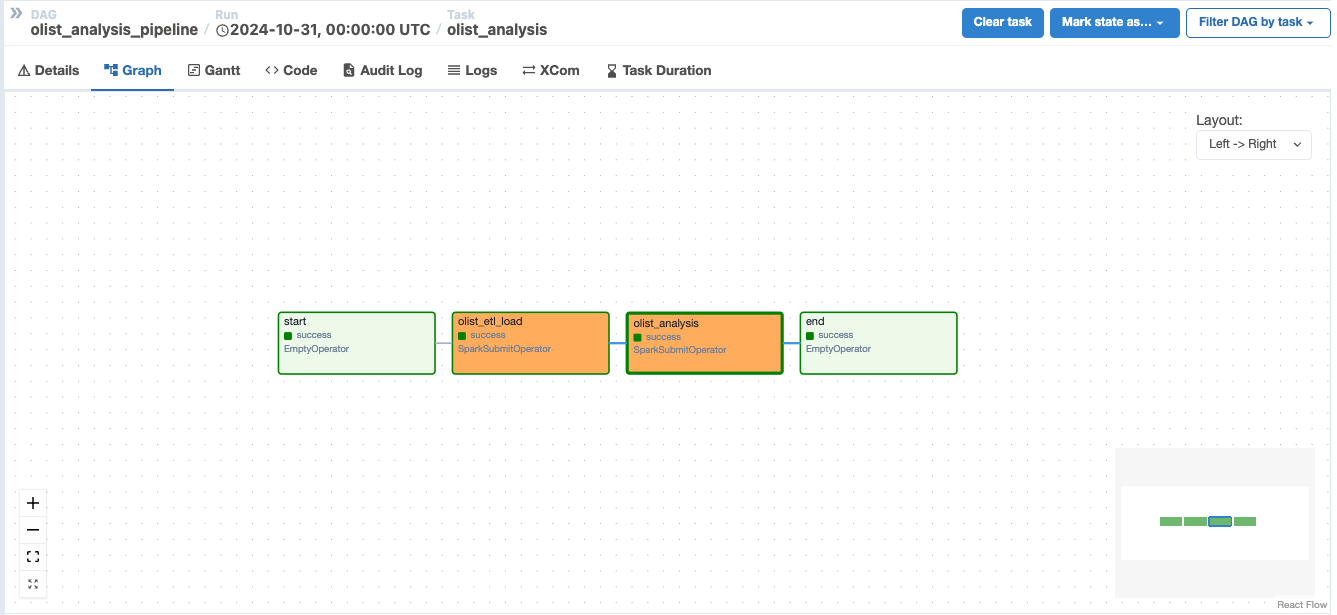 DAG
olist_analysis_pipeline
/
Run
2024-10-31, 00:00:00 UTC
/
Task
olist_analysis
Clear task
Mark state as...
Filter DAG by task
Details
Graph
Gantt
Code
Audit Log
Logs
XCom
Task Duration
Layout:
Left -> Right
start
success
EmptyOperator
olist_etl_load
success
SparkSubmitOperator
olist_analysis
success
SparkSubmitOperator
end
success
EmptyOperator
React Flow